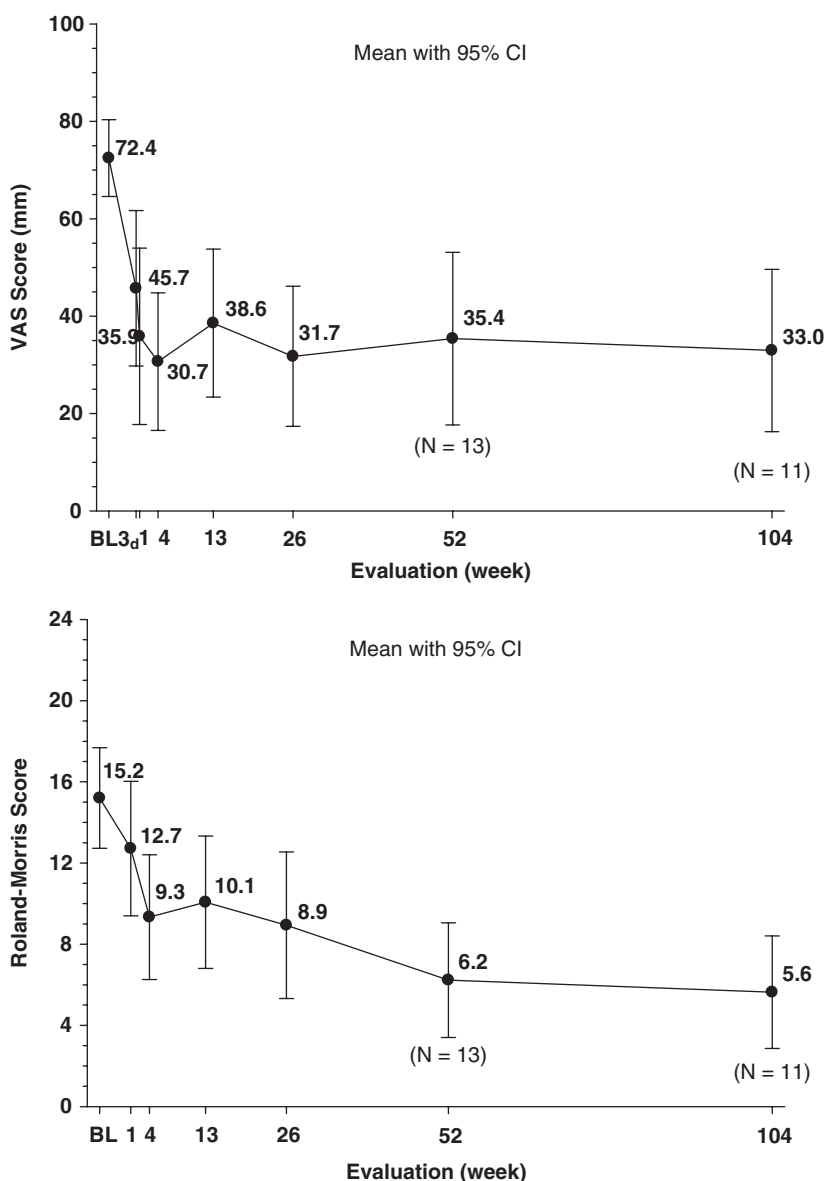 100
Mean with 95% CI
80
72.4
60
VAS Score (mm)
45.7
40
35.9
38.6
35.4
33.0
31.7
30.7
20
(N = 13)
(N = 11)
0
BL 3d 1 4 13 26 52 104
Evaluation (week)
24
Mean with 95% CI
20
16
15.2
Roland-Morris Score
12.7
12
10.1
9.3
8.9
8
6.2
5.6
4
(N = 13)
(N = 11)
0
BL 1 4 13 26 52 104
Evaluation (week)